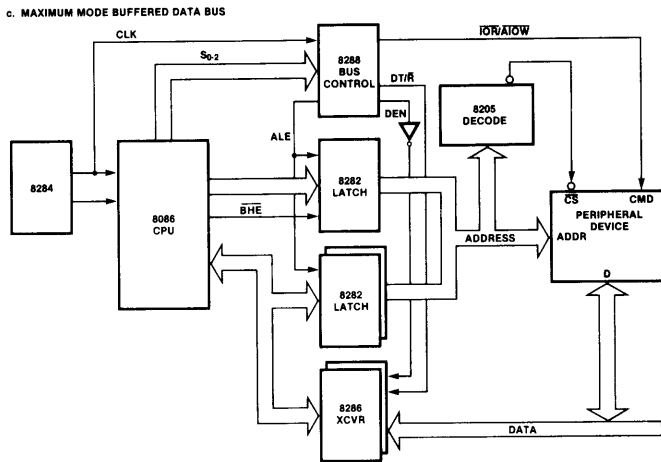 c. MAXIMUM MODE BUFFERED DATA BUS
CLK
S0-2
8288
BUS
CONTROL
IOR/AIOW
DT/R
DEN
8205
DECODE
ALE
8284
8086
CPU
8282
LATCH
BHE
CS
CMD
PERIPHERAL
DEVICE
ADDRESS
ADDR
D
8282
LATCH
8286
XCVR
DATA